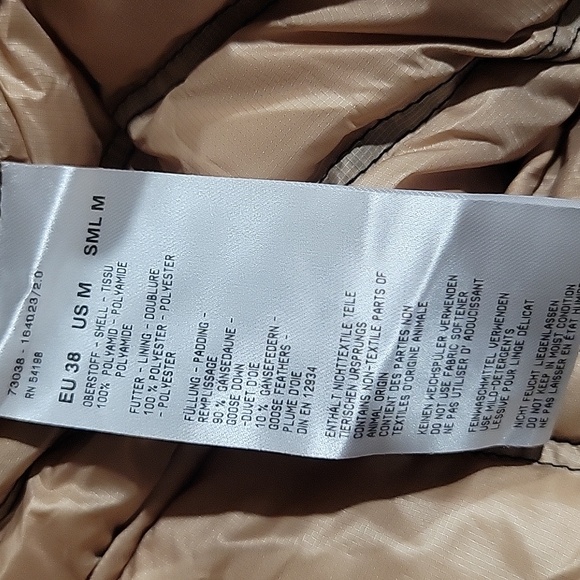 73038 - 164023/2.0
RN 54198
EU 38 US M SML M
OBERSTOFF - SHELL - TISSU
100% POLYAMID - POLYAMIDE
POLYAMIDE
FUTTER - LINING - DOUBLURE
100 % POLYESTER - POLYESTER
- POLYESTER
FÜLLUNG - PADDING -
REMPLISSAGE
90 % GÄNSEDAUNE -
GOOSE DOWN
-DUVET D'OIE
10 % GÄNSEFEDERN -
GOOSE FEATHERS -
PLUME D'OIE
DIN EN 12934
ENTHÄLT NICHTTEXTILE TEILE
TIERISCHEN URSPRUNGS
CONTAINS NON-TEXTILE PARTS OF
ANIMAL ORIGIN
CONTIENT DES PARTIES NON
TEXTILES D'ORIGINE ANIMALE
KEINEN WEICHSPÜLER VERWENDEN
DO NOT USE FABRIC SOFTENER
NE PAS UTILISER D'ADOUCISSANT
FEINWASCHMITTEL VERWENDEN
USE MILD-DETERGENTS
LESSIVE POUR LINGE DÉLICAT
NICHT FEUCHT LIEGENLASSEN
DO NOT KEEP IN MOIST CONDITION
NE PAS LAISSER EN ÉTAT